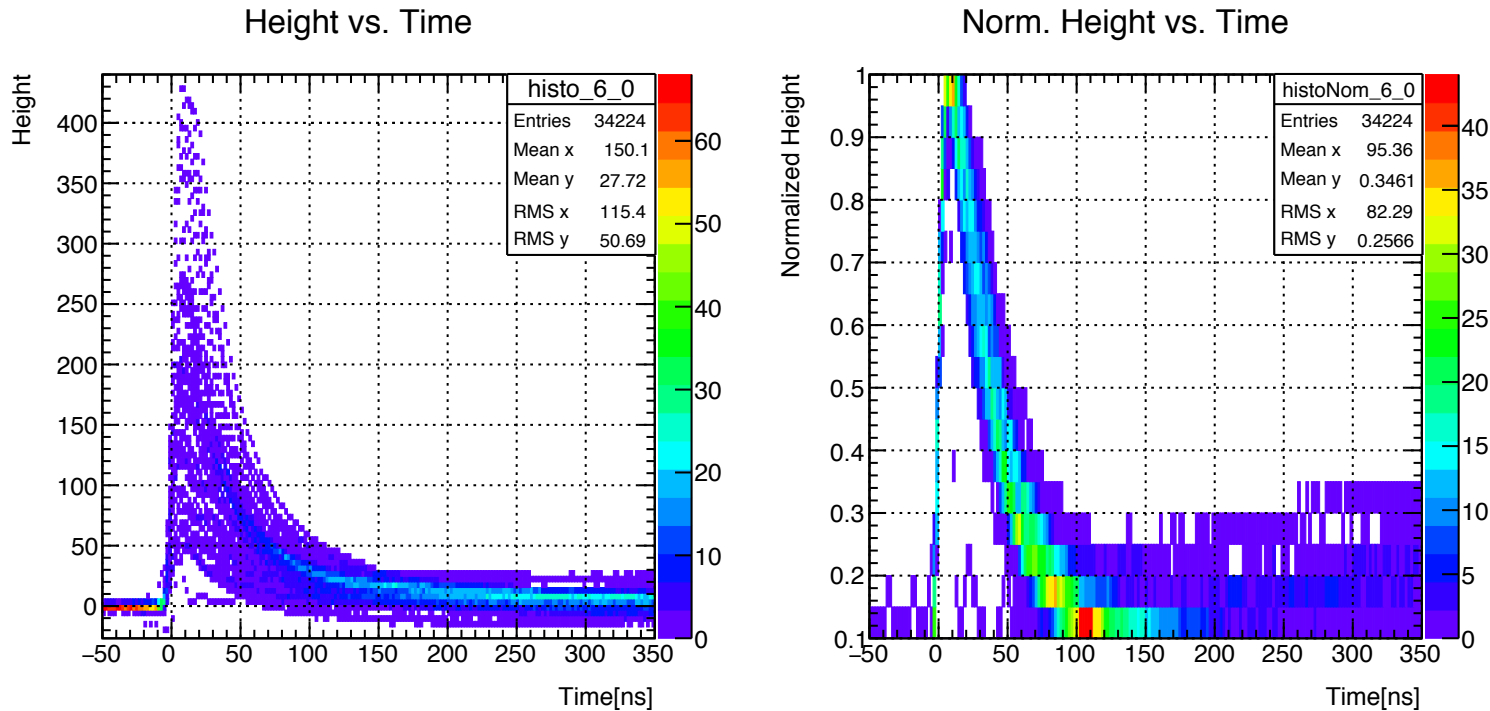 Height vs. Time
Height
histo_6_0
Entries 34224
Mean x 150.1
Mean y 27.72
RMS x 115.4
RMS y 50.69
400
350
300
250
200
150
100
50
0
−50 0 50 100 150 200 250 300 350
Time[ns]
60
50
40
30
20
10
0
Norm. Height vs. Time
Normalized Height
histoNom_6_0
Entries 34224
Mean x 95.36
Mean y 0.3461
RMS x 82.29
RMS y 0.2566
1
0.9
0.8
0.7
0.6
0.5
0.4
0.3
0.2
0.1
−50 0 50 100 150 200 250 300 350
Time[ns]
40
35
30
25
20
15
10
5
0